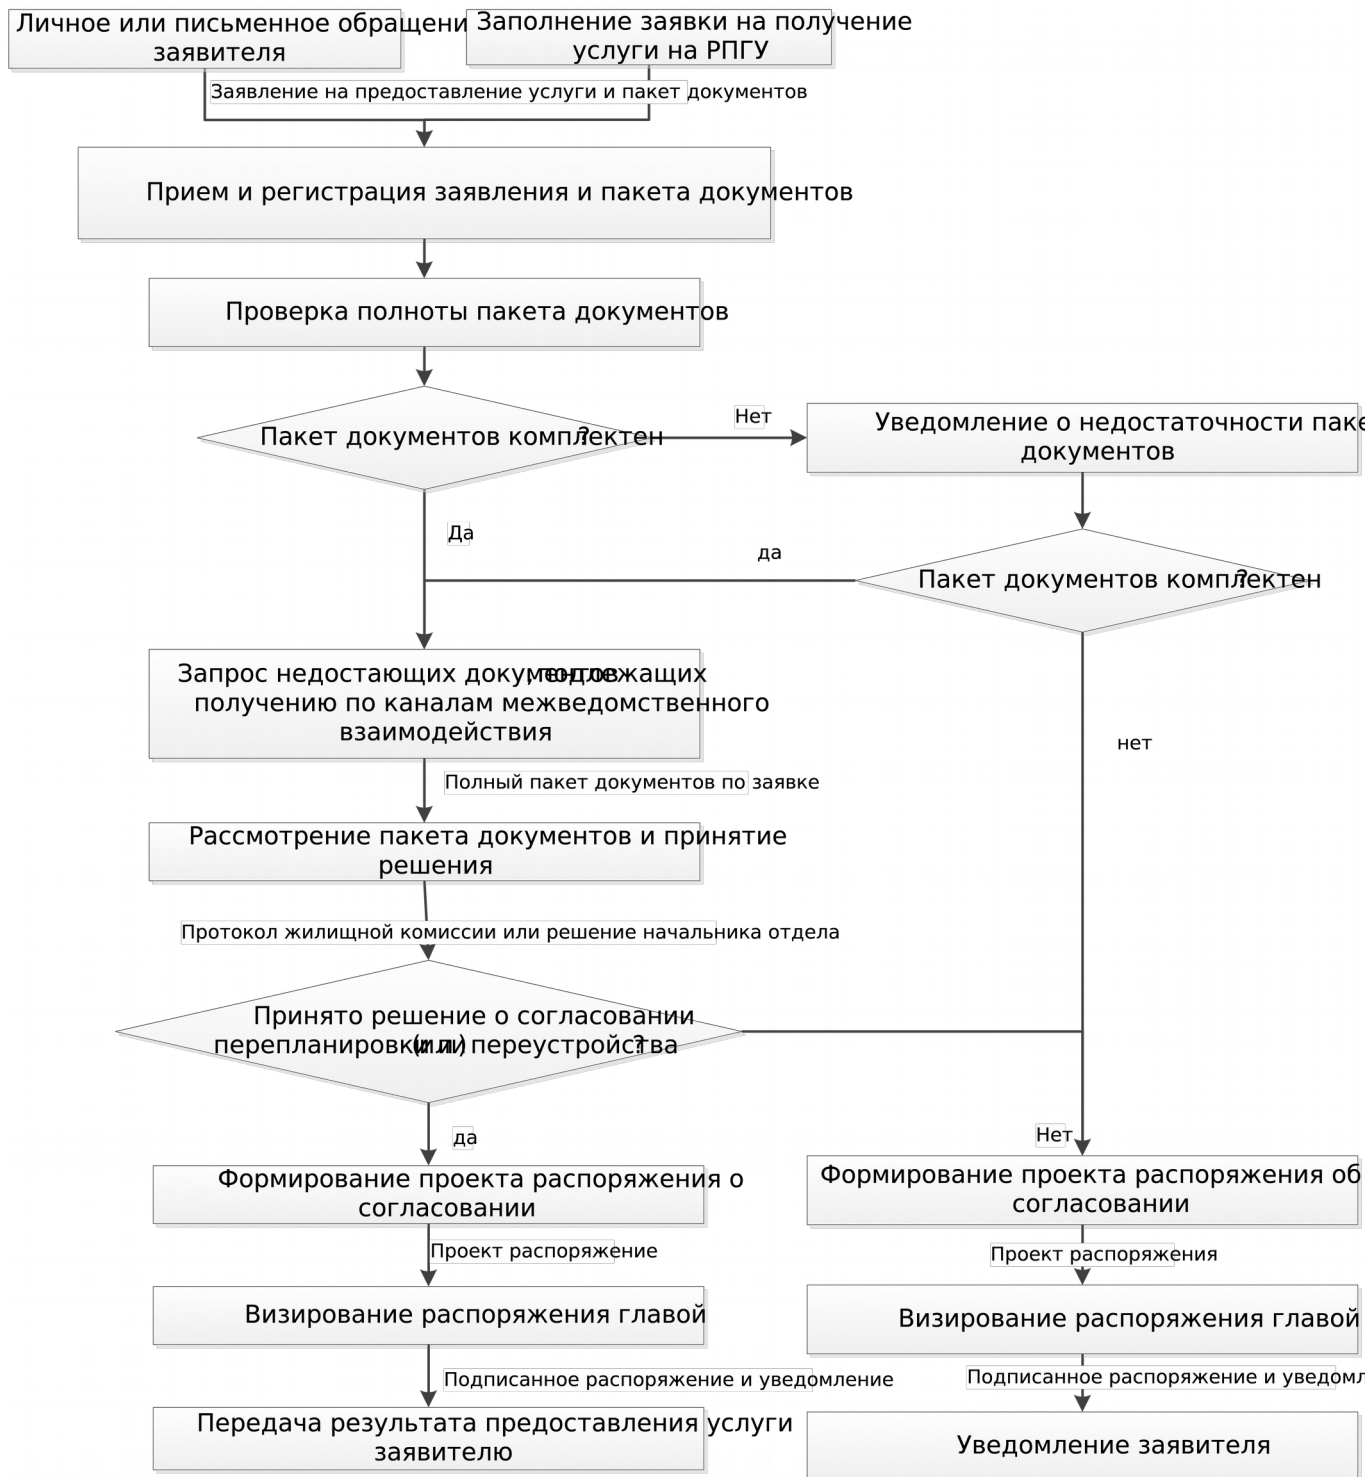 Личное или письменное обращени
заявителя
Заполнение заявки на получение
услуги на РПГУ
Заявление на предоставление услуги и пакет документов
Прием и регистрация заявления и пакета документов
Проверка полноты пакета документов
Пакет документов комплектен?
Нет
Уведомление о недостаточности паке
документов
Да
да
Пакет документов комплектен?
Запрос недостающих документов, подлежащих
получению по каналам межведомственного
взаимодействия
нет
Полный пакет документов по заявке
Рассмотрение пакета документов и принятие
решения
Протокол жилищной комиссии или решение начальника отдела
Принято решение о согласовании
перепланировки (или) переустройства?
да
Нет
Формирование проекта распоряжения о
согласовании
Формирование проекта распоряжения об
согласовании
Проект распоряжение
Проект распоряжения
Визирование распоряжения главой
Визирование распоряжения главой
Подписанное распоряжение и уведомление
Подписанное распоряжение и уведомл
Передача результата предоставления услуги
заявителю
Уведомление заявителя